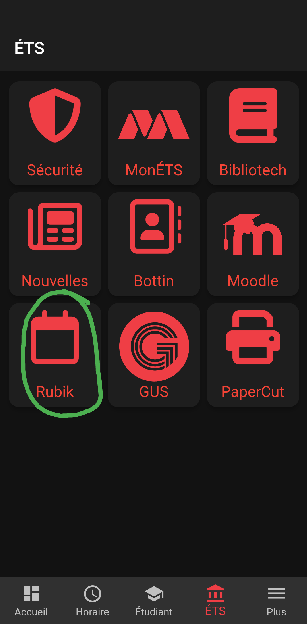 ÉTS
Sécurité
MonÉTS
Bibliotech
Nouvelles
Bottin
Moodle
Rubik
GUS
PaperCut
Accueil
Horaire
Étudiant
ÉTS
Plus